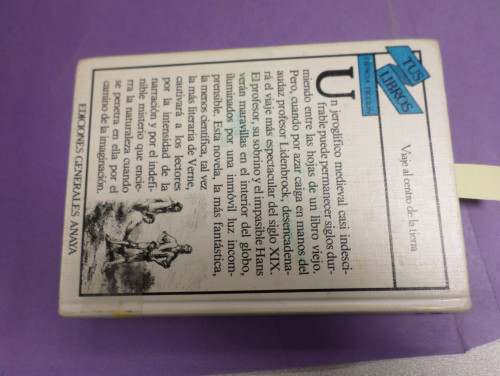 TUS
LIBROS
CIENCIA FICCION
Viaje al centro de la tierra
Un jeroglífico medieval casi indesci-
friable puede permanecer siglos dur-
miendo entre las hojas de un libro viejo.
Pero, cuando por azar caiga en manos del
audaz profesor Lidenbrock, desencadena-
rá el viaje más espectacular del siglo XIX.
El profesor, su sobrino y el impasible Hans
verán maravillas en el interior del globo,
iluminados por una inmóvil luz incom-
prensible. Esta novela, la más fantástica,
la menos científica, tal vez
la más literaria de Verne,
cautivará a los lectores
por la intensidad de la
narración y por el indefi-
nible misterio que encie-
rra la naturaleza cuando
se penetra en ella por el
camino de la imaginación.
EDICIONES GENERALES ANAYA